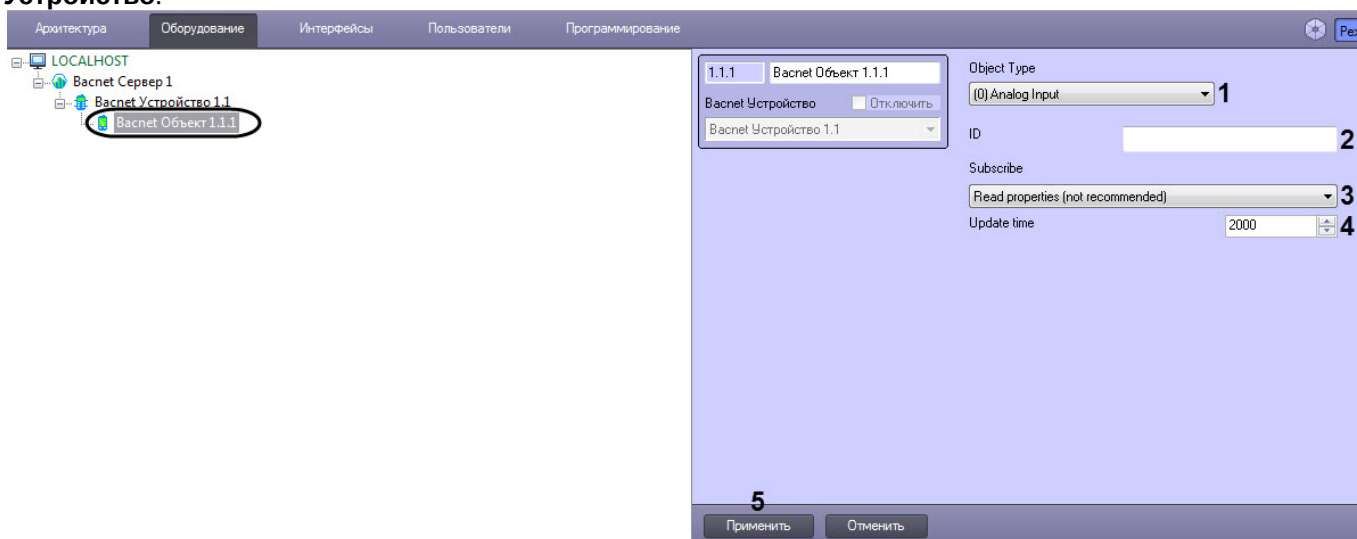 Устройство.
Архитектура Оборудование Интерфейсы Пользователи Программирование
LOCALHOST
Bacnet Сервер 1
Bacnet Устройство 1.1
Bacnet Объект 1.1.1
1.1.1 Bacnet Объект 1.1.1
Bacnet Устройство Отключить
Bacnet Устройство 1.1
Object Type
(0) Analog Input 1
ID 2
Subscribe
Read properties (not recommended) 3
Update time 2000 4
5
Применить Отменить